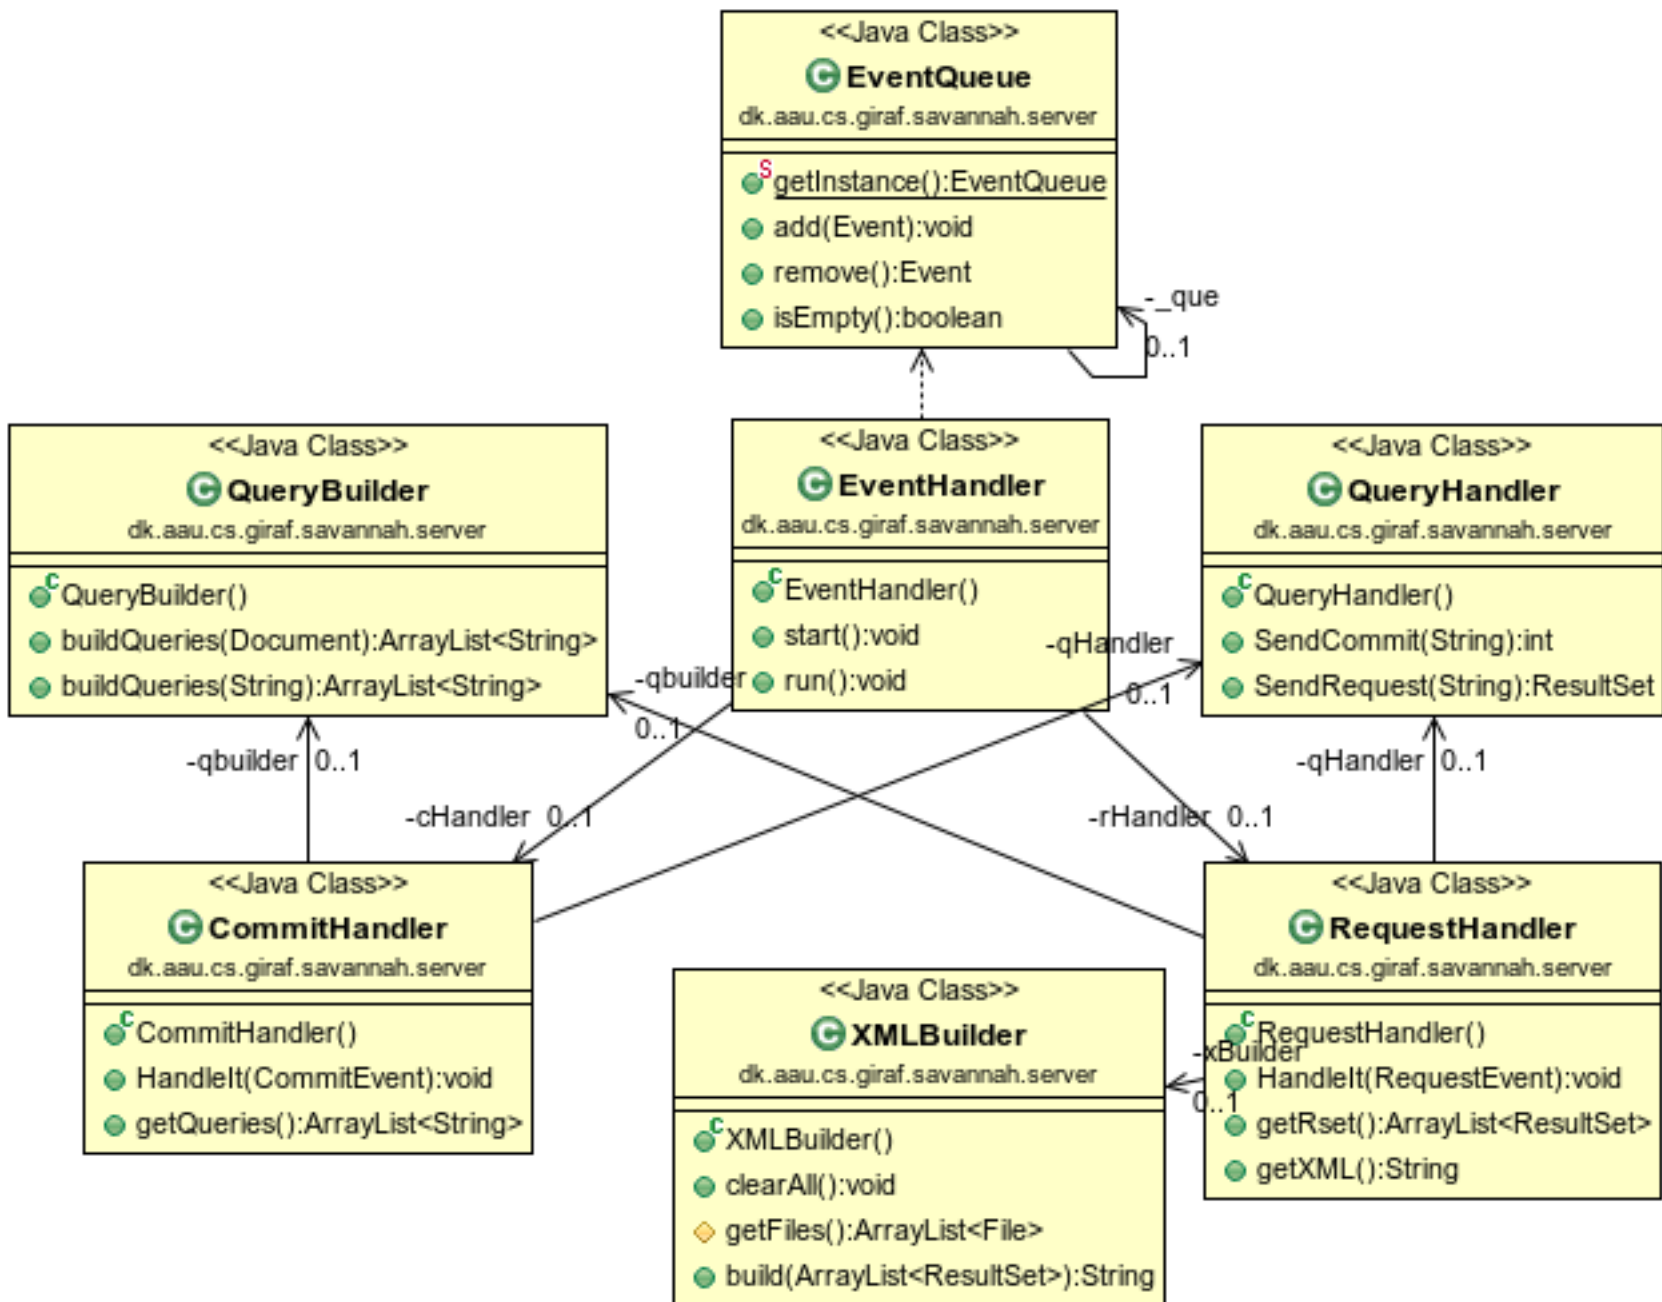 <<Java Class>>
C EventQueue
dk.aau.cs.giraf.savannah.server
S getInstance():EventQueue
add(Event):void
remove():Event
isEmpty():boolean
-_que
0..1
<<Java Class>>
C QueryBuilder
dk.aau.cs.giraf.savannah.server
C QueryBuilder()
buildQueries(Document):ArrayList<String>
buildQueries(String):ArrayList<String>
<<Java Class>>
C EventHandler
dk.aau.cs.giraf.savannah.server
C EventHandler()
start():void
run():void
<<Java Class>>
C QueryHandler
dk.aau.cs.giraf.savannah.server
C QueryHandler()
SendCommit(String):int
SendRequest(String):ResultSet
-qbuilder
0..1
-qHandler
0..1
-qbuilder 0..1
-qHandler 0..1
-cHandler 0..1
-rHandler 0..1
<<Java Class>>
C CommitHandler
dk.aau.cs.giraf.savannah.server
C CommitHandler()
HandleIt(CommitEvent):void
getQueries():ArrayList<String>
<<Java Class>>
C XMLBuilder
dk.aau.cs.giraf.savannah.server
C XMLBuilder()
clearAll():void
getFiles():ArrayList<File>
build(ArrayList<ResultSet>):String
-xBuilder
0..1
<<Java Class>>
C RequestHandler
dk.aau.cs.giraf.savannah.server
C RequestHandler()
HandleIt(RequestEvent):void
getRset():ArrayList<ResultSet>
getXML():String